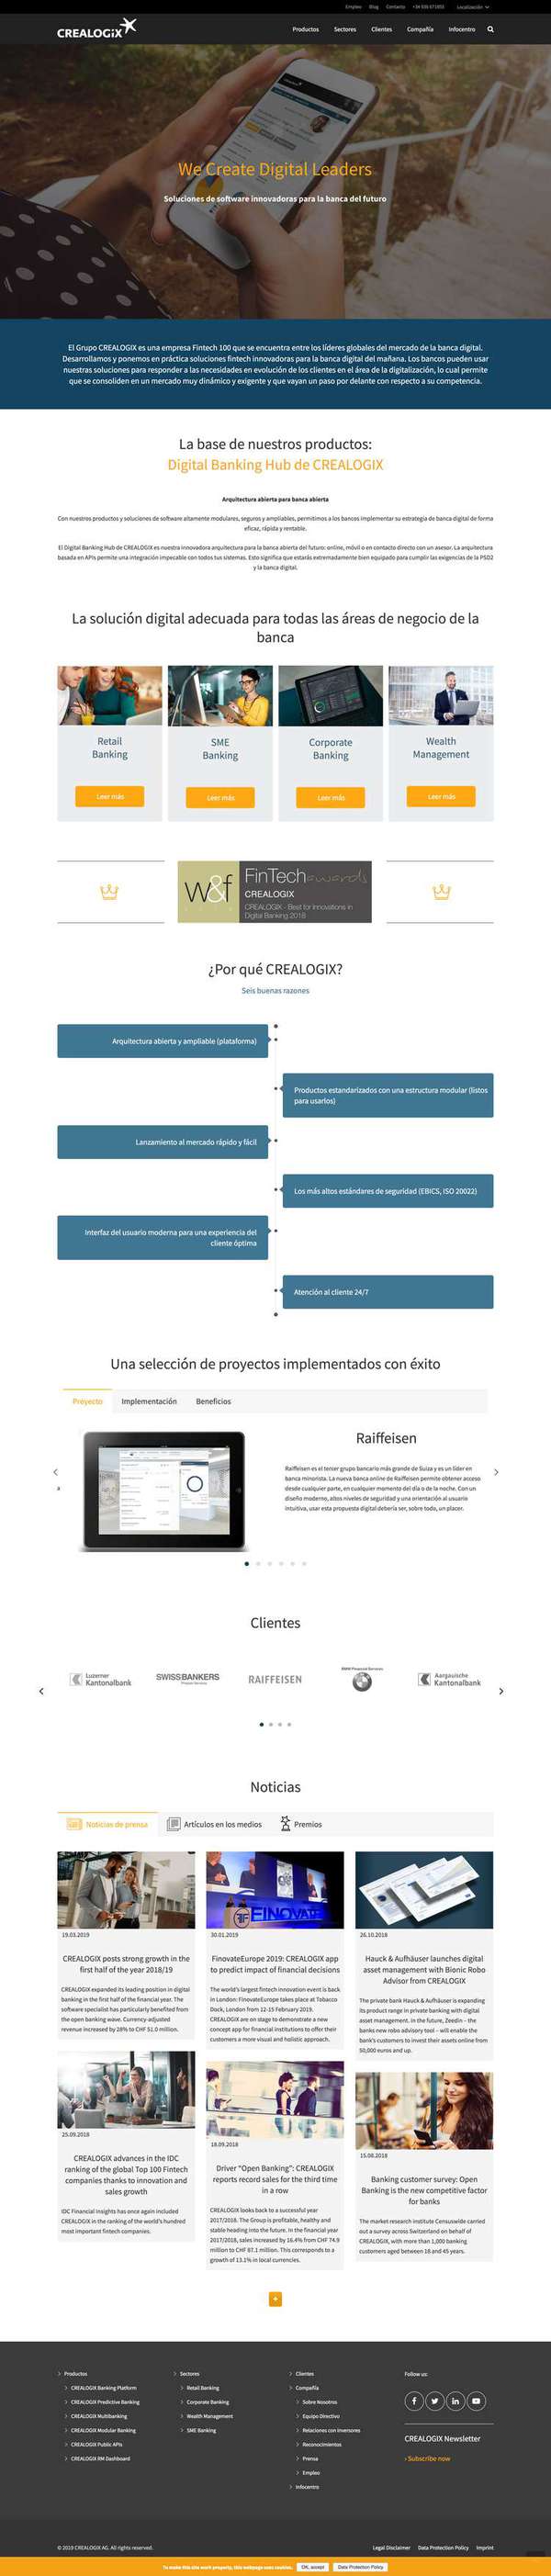 Empleo Blog Contacto Localización
CREALOGIX
Productos Sectores Clientes Compañía Infocentro
We Create Digital Leaders
Soluciones de software innovadoras para la banca del futuro
El Grupo CREALOGIX es una empresa Fintech 100 que se encuentra entre los líderes globales del mercado de la banca digital.
Desarrollamos y ponemos en práctica soluciones fintech innovadoras para la banca digital del mañana. Los bancos pueden usar
nuestras soluciones para responder a las necesidades en evolución de los clientes en el área de la digitalización, lo cual permite
que se consoliden en un mercado muy dinámico y exigente y que vayan un paso por delante con respecto a su competencia.
La base de nuestros productos:
Digital Banking Hub de CREALOGIX
Arquitectura abierta para banca abierta
Con nuestros productos y soluciones de software altamente modulares, seguros y ampliables, permitimos a los bancos implementar su estrategia de banca digital de forma
eficaz, rápida y rentable.
El Digital Banking Hub de CREALOGIX es nuestra innovadora arquitectura para la banca abierta del futuro: online, móvil o en contacto directo con un asesor. La arquitectura
basada en APIs permite una integración impecable con todos tus sistemas. Esto significa que estarás extremadamente bien equipado para cumplir las exigencias de la PSD2
y la banca digital.
La solución digital adecuada para todas las áreas de negocio de la
banca
Retail
Banking
Leer más
SME
Banking
Leer más
Corporate
Banking
Leer más
Wealth
Management
Leer más
w&f
FinTech awards
CREALOGIX
CREALOGIX - Best for Innovations in
Digital Banking 2018
¿Por qué CREALOGIX?
Seis buenas razones
Arquitectura abierta y ampliable (plataforma)
Productos estandarizados con una estructura modular (listos
para usarlos)
Lanzamiento al mercado rápido y fácil
Los más altos estándares de seguridad (EBICS, ISO 20022)
Interfaz del usuario moderna para una experiencia del
cliente óptima
Atención al cliente 24/7
Una selección de proyectos implementados con éxito
Proyecto Implementación Beneficios
Raiffeisen
Raiffeisen es el tercer grupo bancario más grande de Suiza y es un líder en
banca minorista. La nueva banca online de Raiffeisen permite obtener acceso
desde cualquier parte, en cualquier momento del día o de la noche. Con un
diseño moderno, altos niveles de seguridad y una orientación al usuario
intuitiva, usar esta propuesta digital debería ser, sobre todo, un placer.
Clientes
Luzerner
Kantonalbank
SWISSBANKERS
RAIFFEISEN
BMW Financial Services
Aargauische
Kantonalbank
Noticias
Noticias de prensa Artículos en los medios Premios
19.03.2019
CREALOGIX posts strong growth in the
first half of the year 2018/19
CREALOGIX expanded its leading position in digital
banking in the first half of the financial year. The
software specialist has particularly benefited from
the open banking wave. Currency-adjusted
revenue increased by 28% to CHF 51.0 million.
FINOVATE
30.01.2019
FinovateEurope 2019: CREALOGIX app
to predict impact of financial decisions
The world's largest fintech innovation event is back
in London: FinovateEurope takes place at Tobacco
Dock, London from 12-15 February 2019.
CREALOGIX are on stage to demonstrate a new
concept app for financial institutions to offer their
customers a more visual and holistic approach.
26.10.2018
Hauck & Aufhäuser launches digital
asset management with Bionic Robo
Advisor from CREALOGIX
The private bank Hauck & Aufhäuser is expanding
its product range in private banking with digital
asset management. In the future, Zeedin – the
banks new robo advisory tool – will enable the
bank's customers to invest their assets online from
50,000 euros and up.
25.09.2018
CREALOGIX advances in the IDC
ranking of the global Top 100 Fintech
companies thanks to innovation and
sales growth
IDC Financial Insights has once again included
CREALOGIX in the ranking of the world's hundred
most important fintech companies.
18.09.2018
Driver "Open Banking": CREALOGIX
reports record sales for the third time
in a row
CREALOGIX looks back to a successful year
2017/2018. The Group is profitable, healthy and
stable heading into the future. In the financial year
2017/2018, sales increased by 16.4% from CHF 74.9
million to CHF 87.1 million. This corresponds to a
growth of 13.1% in local currencies.
15.08.2018
Banking customer survey: Open
Banking is the new competitive factor
for banks
The market research institute Censuswide carried
out a survey across Switzerland on behalf of
CREALOGIX, with more than 1,000 banking
customers aged between 16 and 45 years.
+
Productos
CREALOGIX Banking Platform
CREALOGIX Predictive Banking
CREALOGIX Multibanking
CREALOGIX Modular Banking
CREALOGIX Public APIs
CREALOGIX RM Dashboard
Sectores
Retail Banking
Corporate Banking
Wealth Management
SME Banking
Clientes
Compañía
Sobre Nosotros
Equipo Directivo
Relaciones con Inversores
Reconocimientos
Prensa
Empleo
Infocentro
Follow us:
CREALOGIX Newsletter
› Subscribe now
© 2019 CREALOGIX AG. All rights reserved.
Legal Disclaimer Data Protection Policy Imprint
To make this site work properly, this webpage uses cookies. OK, accept Data Protection Policy